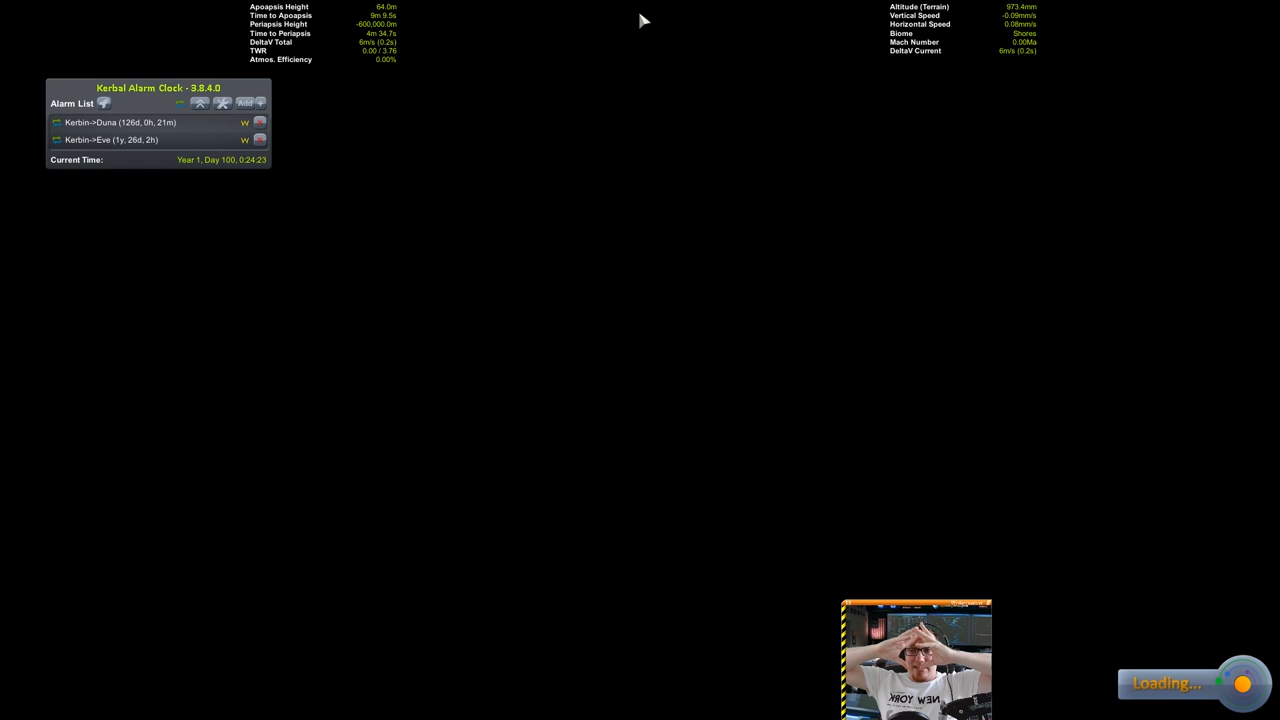 Apoapsis Height 64.0m
Time to Apoapsis 9m 9.5s
Periapsis Height -600,000.0m
Time to Periapsis 4m 34.7s
DeltaV Total 6m/s (0.2s)
TWR 0.00 / 3.76
Atmos. Efficiency 0.00%
Altitude (Terrain) 973.4mm
Vertical Speed -0.09mm/s
Horizontal Speed 0.08mm/s
Biome Shores
Mach Number 0.00Ma
DeltaV Current 6m/s (0.2s)
Kerbal Alarm Clock - 3.8.4.0
Alarm List Add +
Kerbin->Duna (126d, 0h, 21m)
Kerbin->Eve (1y, 26d, 2h)
Current Time: Year 1, Day 100, 0:24:23
NEW YORK
Loading...